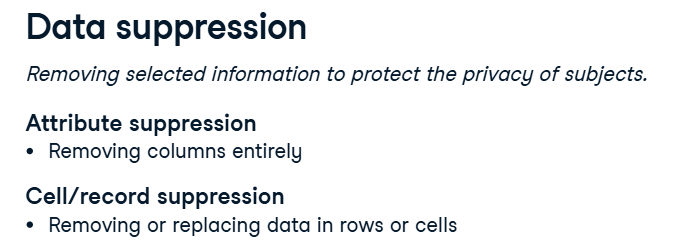 Data suppression
Removing selected information to protect the privacy of subjects.
Attribute suppression
• Removing columns entirely
Cell/record suppression
• Removing or replacing data in rows or cells